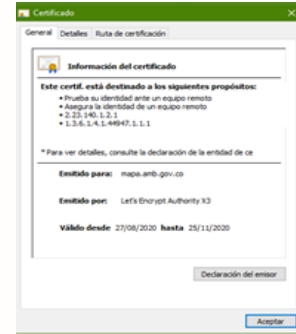 Certificado
General Detalles Ruta de certificación
Información del certificado
Este certif. está destinado a los siguientes propósitos:
• Prueba su identidad ante un equipo remoto
• Asegura la identidad de un equipo remoto
• 2.23.140.1.2.1
• 1.3.6.1.4.1.44947.1.1.1
* Para ver detalles, consulte la declaración de la entidad de ce
Emitido para: mapa.amb.gov.co
Emitido por: Let's Encrypt Authority X3
Válido desde 27/08/2020 hasta 25/11/2020
Declaración del emisor
Aceptar